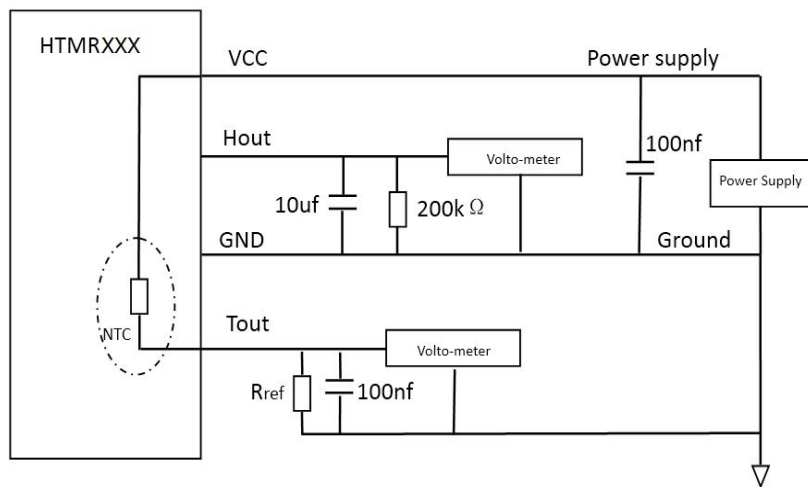 HTMRXXX
VCC
Power supply
Hout
Volto-meter
100nf
Power Supply
10uf
200k Ω
GND
Ground
NTC
Tout
Volto-meter
Rref
100nf